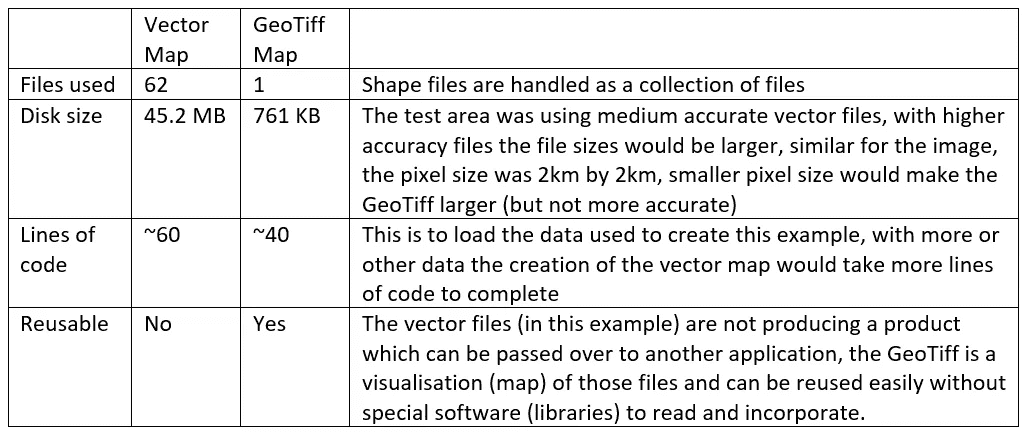 Vector Map GeoTiff Map
Files used 62 1 Shape files are handled as a collection of files
Disk size 45.2 MB 761 KB The test area was using medium accurate vector files, with higher
accuracy files the file sizes would be larger, similar for the image,
the pixel size was 2km by 2km, smaller pixel size would make the
GeoTiff larger (but not more accurate)
Lines of code ~60 ~40 This is to load the data used to create this example, with more or
other data the creation of the vector map would take more lines
of code to complete
Reusable No Yes The vector files (in this example) are not producing a product
which can be passed over to another application, the GeoTiff is a
visualisation (map) of those files and can be reused easily without
special software (libraries) to read and incorporate.